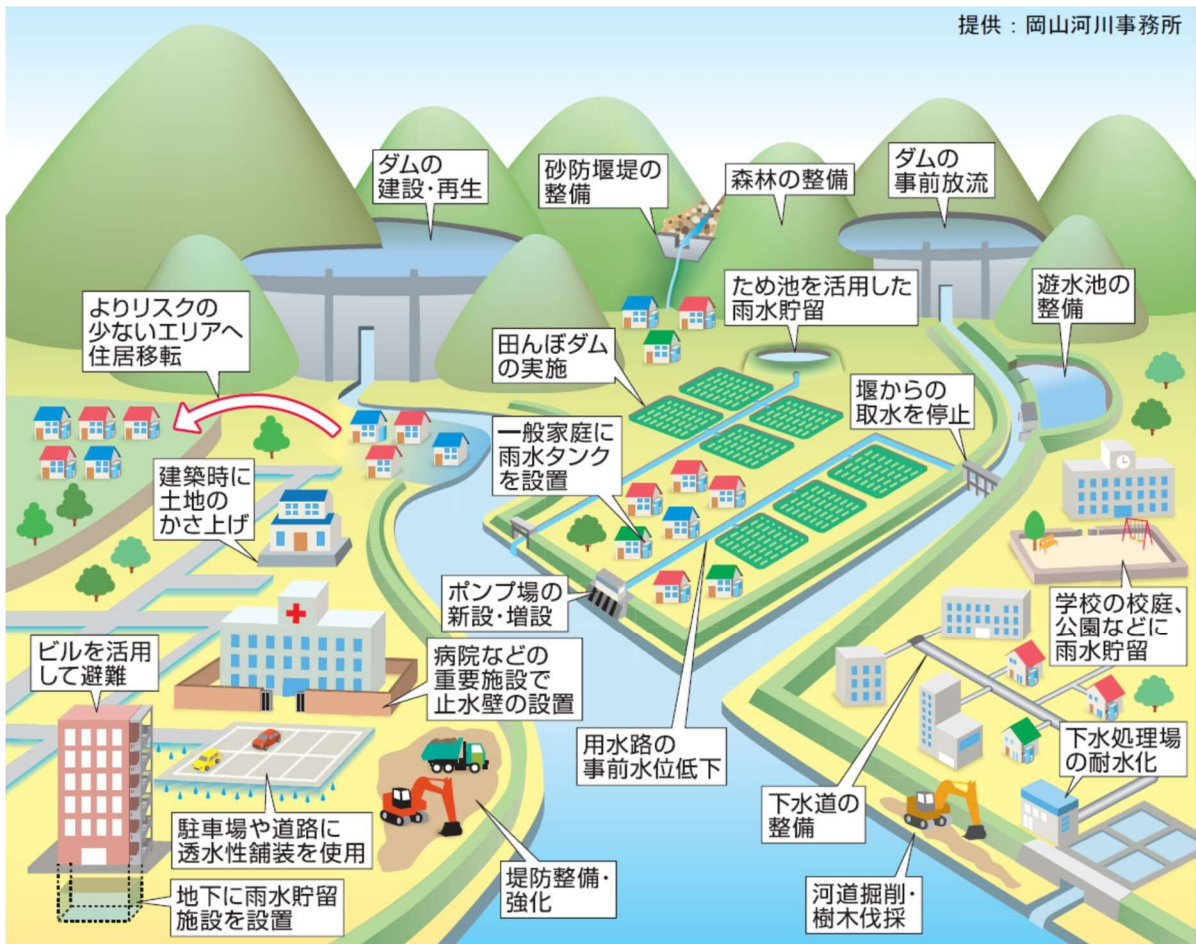 提供：岡山河川事務所
ダムの
建設・再生
砂防堰堤の
整備
森林の整備
ダムの
事前放流
よりリスクの
少ないエリアへ
住居移転
田んぼダム
の実施
ため池を活用した
雨水貯留
遊水池の
整備
堰からの
取水を停止
一般家庭に
雨水タンク
を設置
建築時に
土地の
かさ上げ
ポンプ場の
新設・増設
学校の校庭、
公園などに
雨水貯留
ビルを活用
して避難
病院などの
重要施設で
止水壁の設置
用水路の
事前水位低下
下水道の
整備
下水処理場
の耐水化
駐車場や道路に
透水性舗装を使用
地下に雨水貯留
施設を設置
堤防整備・
強化
河道掘削・
樹木伐採